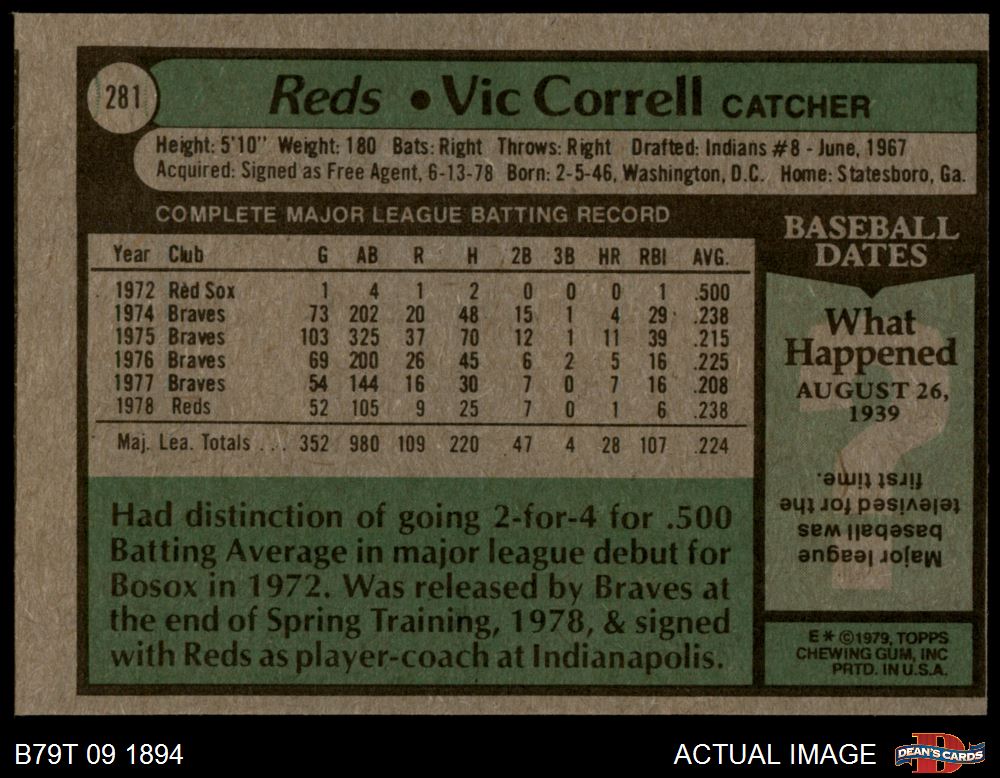 281
Reds • Vic Correll CATCHER
Height: 5'10" Weight: 180 Bats: Right Throws: Right Drafted: Indians #8 - June, 1967
Acquired: Signed as Free Agent, 6-13-78 Born: 2-5-46, Washington, D.C. Home: Statesboro, Ga.
COMPLETE MAJOR LEAGUE BATTING RECORD
Year Club G AB R H 2B 3B HR RBI AVG.
1972 Red Sox 1 4 1 2 0 0 0 1 .500
1974 Braves 73 202 20 48 15 1 4 29 .238
1975 Braves 103 325 37 70 12 1 11 39 .215
1976 Braves 69 200 26 45 6 2 5 16 .225
1977 Braves 54 144 16 30 7 0 7 16 .208
1978 Reds 52 105 9 25 7 0 1 6 .238
Maj. Lea. Totals ... 352 980 109 220 47 4 28 107 .224
Had distinction of going 2-for-4 for .500
Batting Average in major league debut for
Bosox in 1972. Was released by Braves at
the end of Spring Training, 1978, & signed
with Reds as player-coach at Indianapolis.
BASEBALL
DATES
What
Happened
AUGUST 26,
1939
Major league
baseball was
televised for the
first time.
E* ©1979, TOPPS
CHEWING GUM, INC
PRTD. IN U.S.A.
B79T 09 1894
ACTUAL IMAGE
DEAN'S CARDS